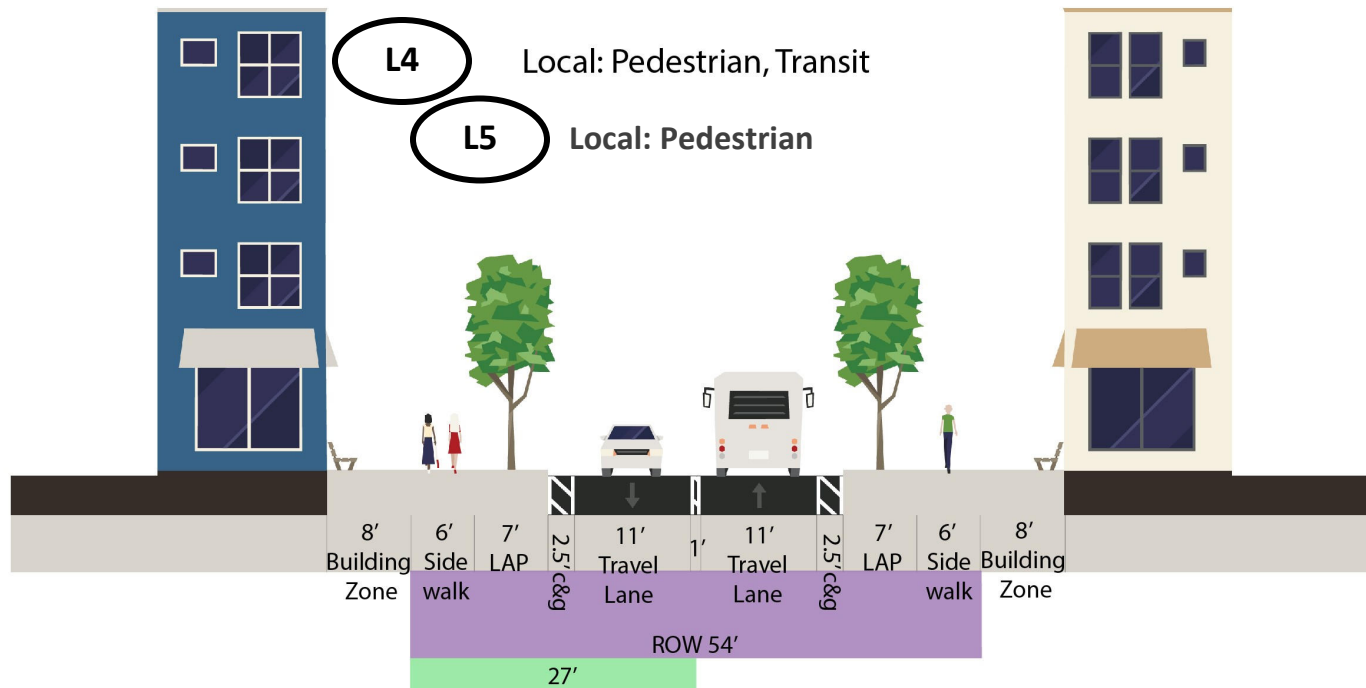 L4
Local: Pedestrian, Transit
L5
Local: Pedestrian
8’
Building
Zone
6’
Side
walk
7’
LAP
2.5’ c&g
11’
Travel
Lane
1’
11’
Travel
Lane
2.5’ c&g
7’
LAP
6’
Side
walk
8’
Building
Zone
ROW 54’
27’